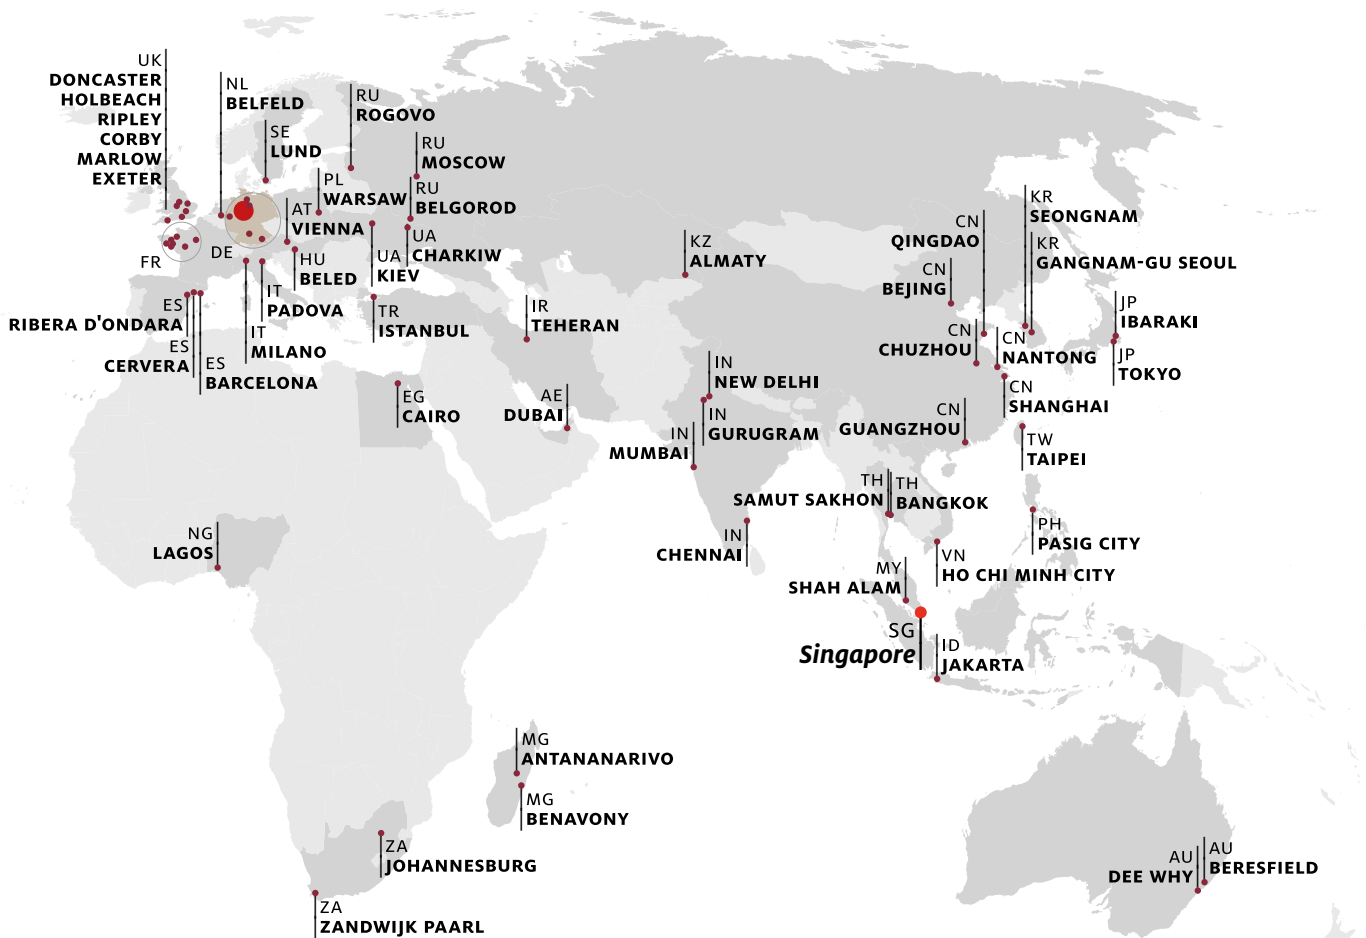 UK
DONCASTER
HOLBEACH
RIPLEY
CORBY
MARLOW
EXETER
NL
BELFELD
SE
LUND
RU
ROGOVO
RU
MOSCOW
PL
WARSAW
RU
BELGOROD
AT
VIENNA
UA
CHARKIW
UA
KIEV
HU
BELED
FR
DE
IT
PADOVA
IT
MILANO
ES
RIBERA D'ONDARA
ES
CERVERA
ES
BARCELONA
TR
ISTANBUL
IR
TEHERAN
KZ
ALMATY
EG
CAIRO
AE
DUBAI
IN
NEW DELHI
IN
GURUGRAM
IN
MUMBAI
IN
CHENNAI
CN
QINGDAO
CN
BEJING
CN
CHUZHOU
CN
NANTONG
CN
SHANGHAI
CN
GUANGZHOU
KR
SEONGNAM
KR
GANGNAM-GU SEOUL
JP
IBARAKI
JP
TOKYO
TW
TAIPEI
TH
SAMUT SAKHON
TH
BANGKOK
PH
PASIG CITY
VN
HO CHI MINH CITY
MY
SHAH ALAM
SG
Singapore
ID
JAKARTA
NG
LAGOS
MG
ANTANANARIVO
MG
BENAVONY
ZA
JOHANNESBURG
ZA
ZANDWIJK PAARL
AU
DEE WHY
AU
BERESFIELD